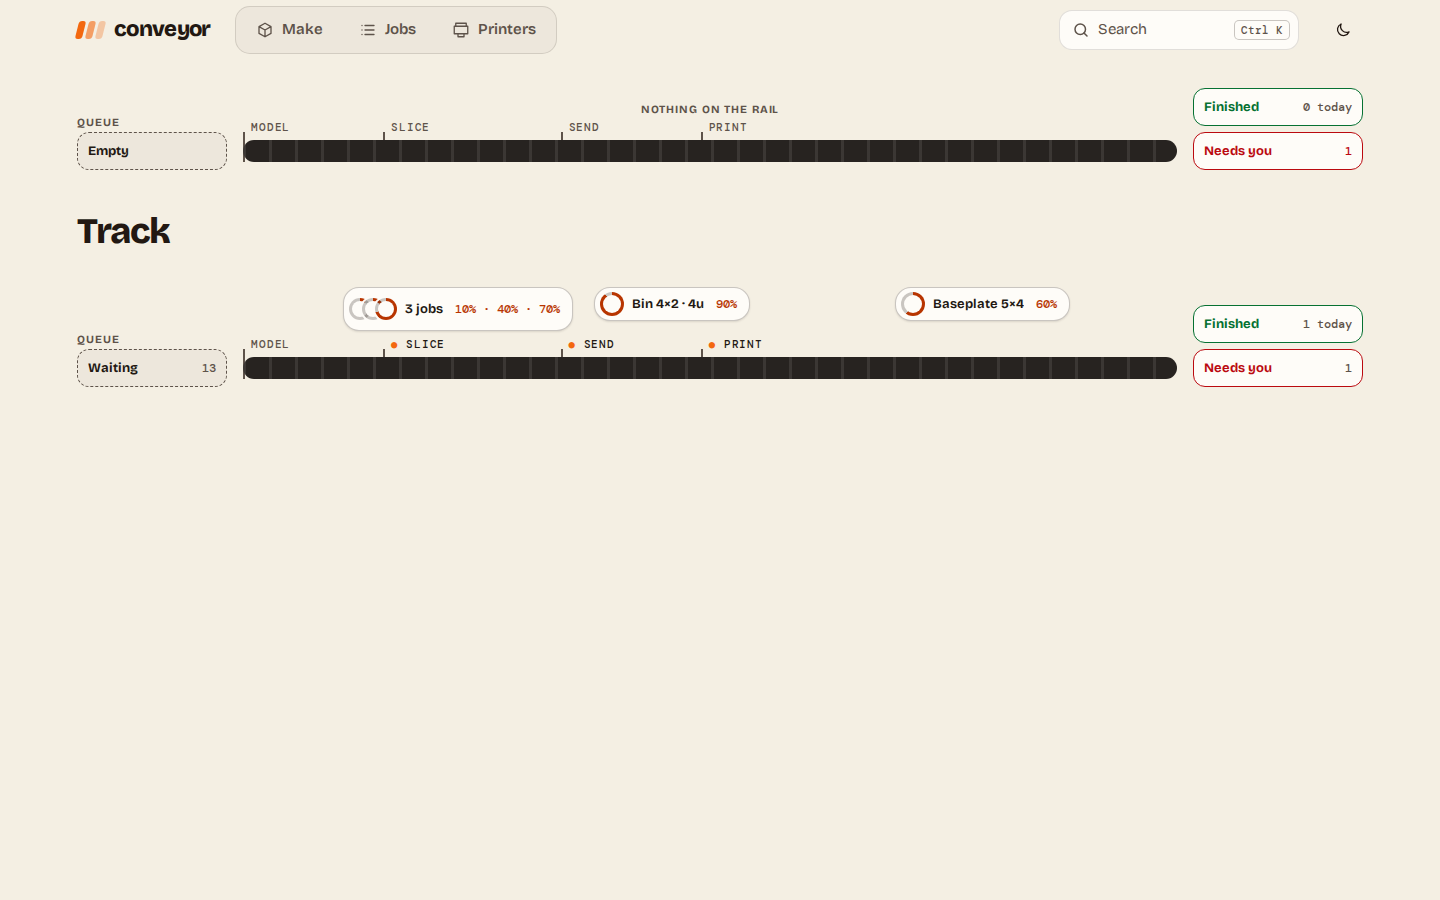 conveyor
Make
Jobs
Printers
Search
Ctrl K
NOTHING ON THE RAIL
QUEUE
Empty
MODEL
SLICE
SEND
PRINT
Finished 0 today
Needs you 1
Track
3 jobs 10% · 40% · 70%
Bin 4×2 · 4u 90%
Baseplate 5×4 60%
QUEUE
Waiting 13
MODEL
SLICE
SEND
PRINT
Finished 1 today
Needs you 1